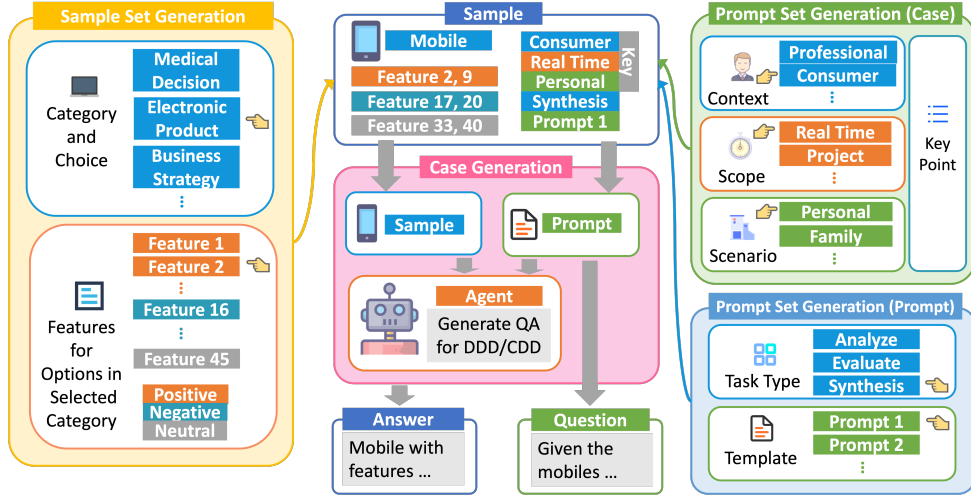 Sample Set Generation
Category
and
Choice
Medical
Decision
Electronic
Product
Business
Strategy
Features
for
Options in
Selected
Category
Feature 1
Feature 2
Feature 16
Feature 45
Positive
Negative
Neutral
Sample
Mobile
Feature 2, 9
Feature 17, 20
Feature 33, 40
Consumer
Real Time
Personal
Synthesis
Prompt 1
Key
Case Generation
Sample
Prompt
Agent
Generate QA
for DDD/CDD
Answer
Mobile with
features ...
Question
Given the
mobiles ...
Prompt Set Generation (Case)
Context
Professional
Consumer
Scope
Real Time
Project
Scenario
Personal
Family
Key
Point
Prompt Set Generation (Prompt)
Task Type
Analyze
Evaluate
Synthesis
Template
Prompt 1
Prompt 2